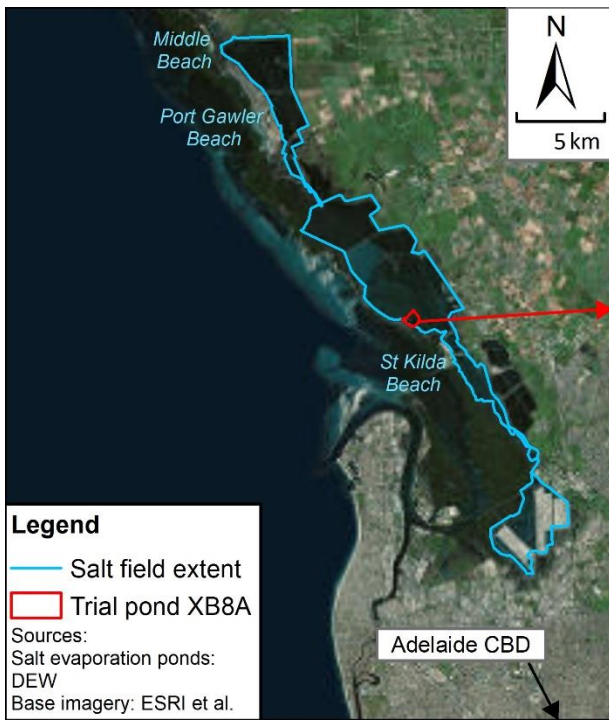 Middle
Beach
Port Gawler
Beach
N
5 km
St Kilda
Beach
Legend
Salt field extent
Trial pond XB8A
Sources:
Salt evaporation ponds:
DEW
Base imagery: ESRI et al.
Adelaide CBD